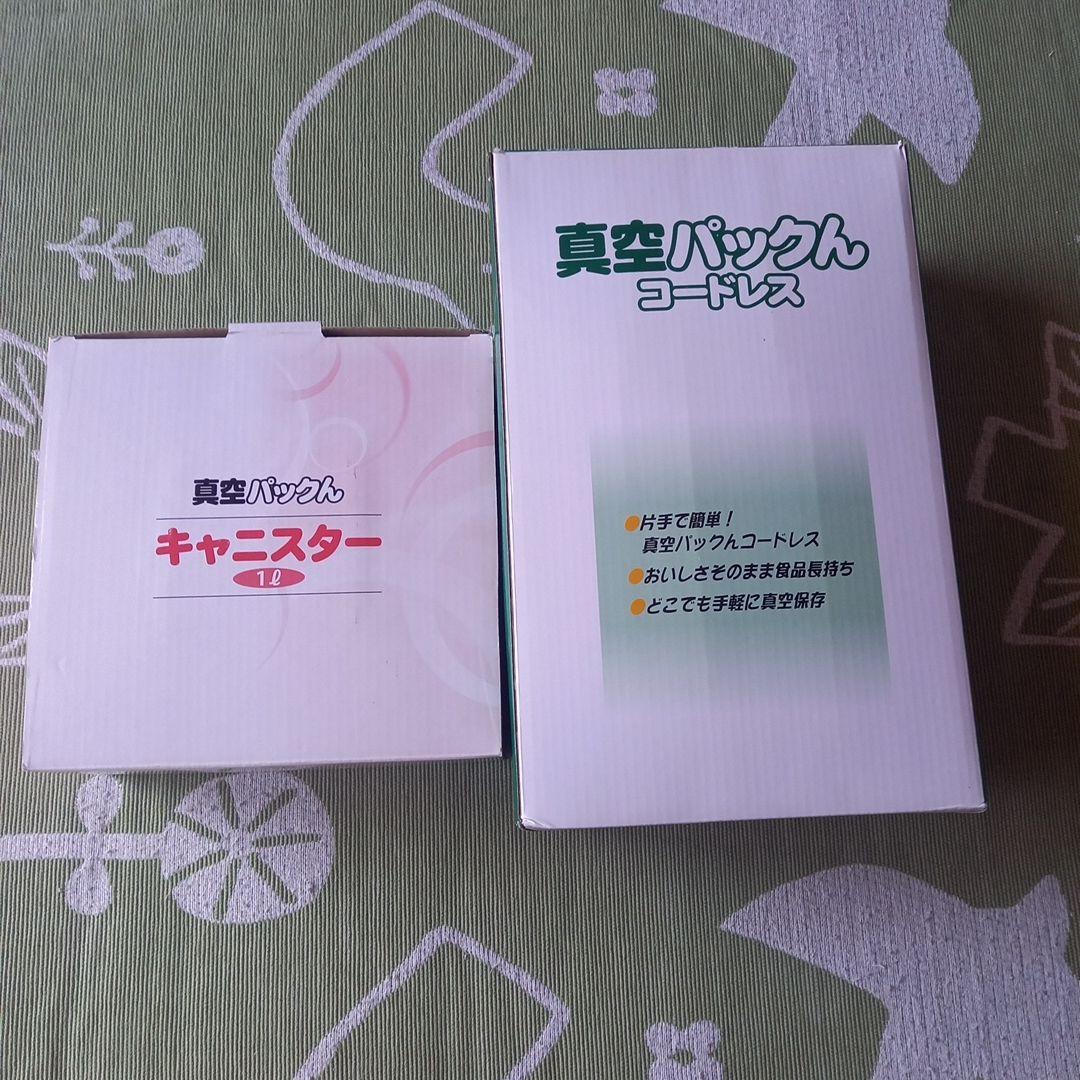 真空パックん
キャニスター
1ℓ
真空パックん
コードレス
●片手で簡単！
真空パックんコードレス
●おいしさそのまま食品長持ち
●どこでも手軽に真空保存